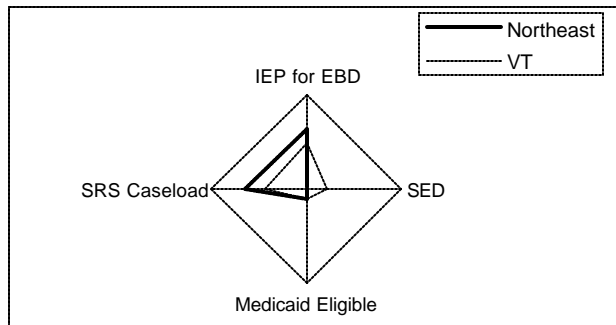 Northeast
VT
IEP for EBD
SRS Caseload
SED
Medicaid Eligible